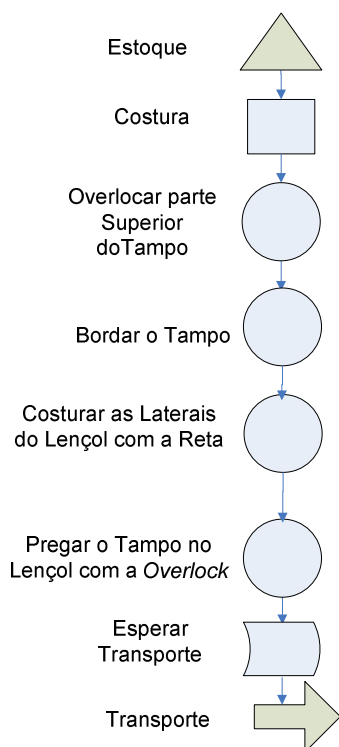 Estoque
Costura
Overlocar parte
Superior
doTampo
Bordar o Tampo
Costurar as Laterais
do Lençol com a Reta
Pregar o Tampo no
Lençol com a Overlock
Esperar
Transporte
Transporte